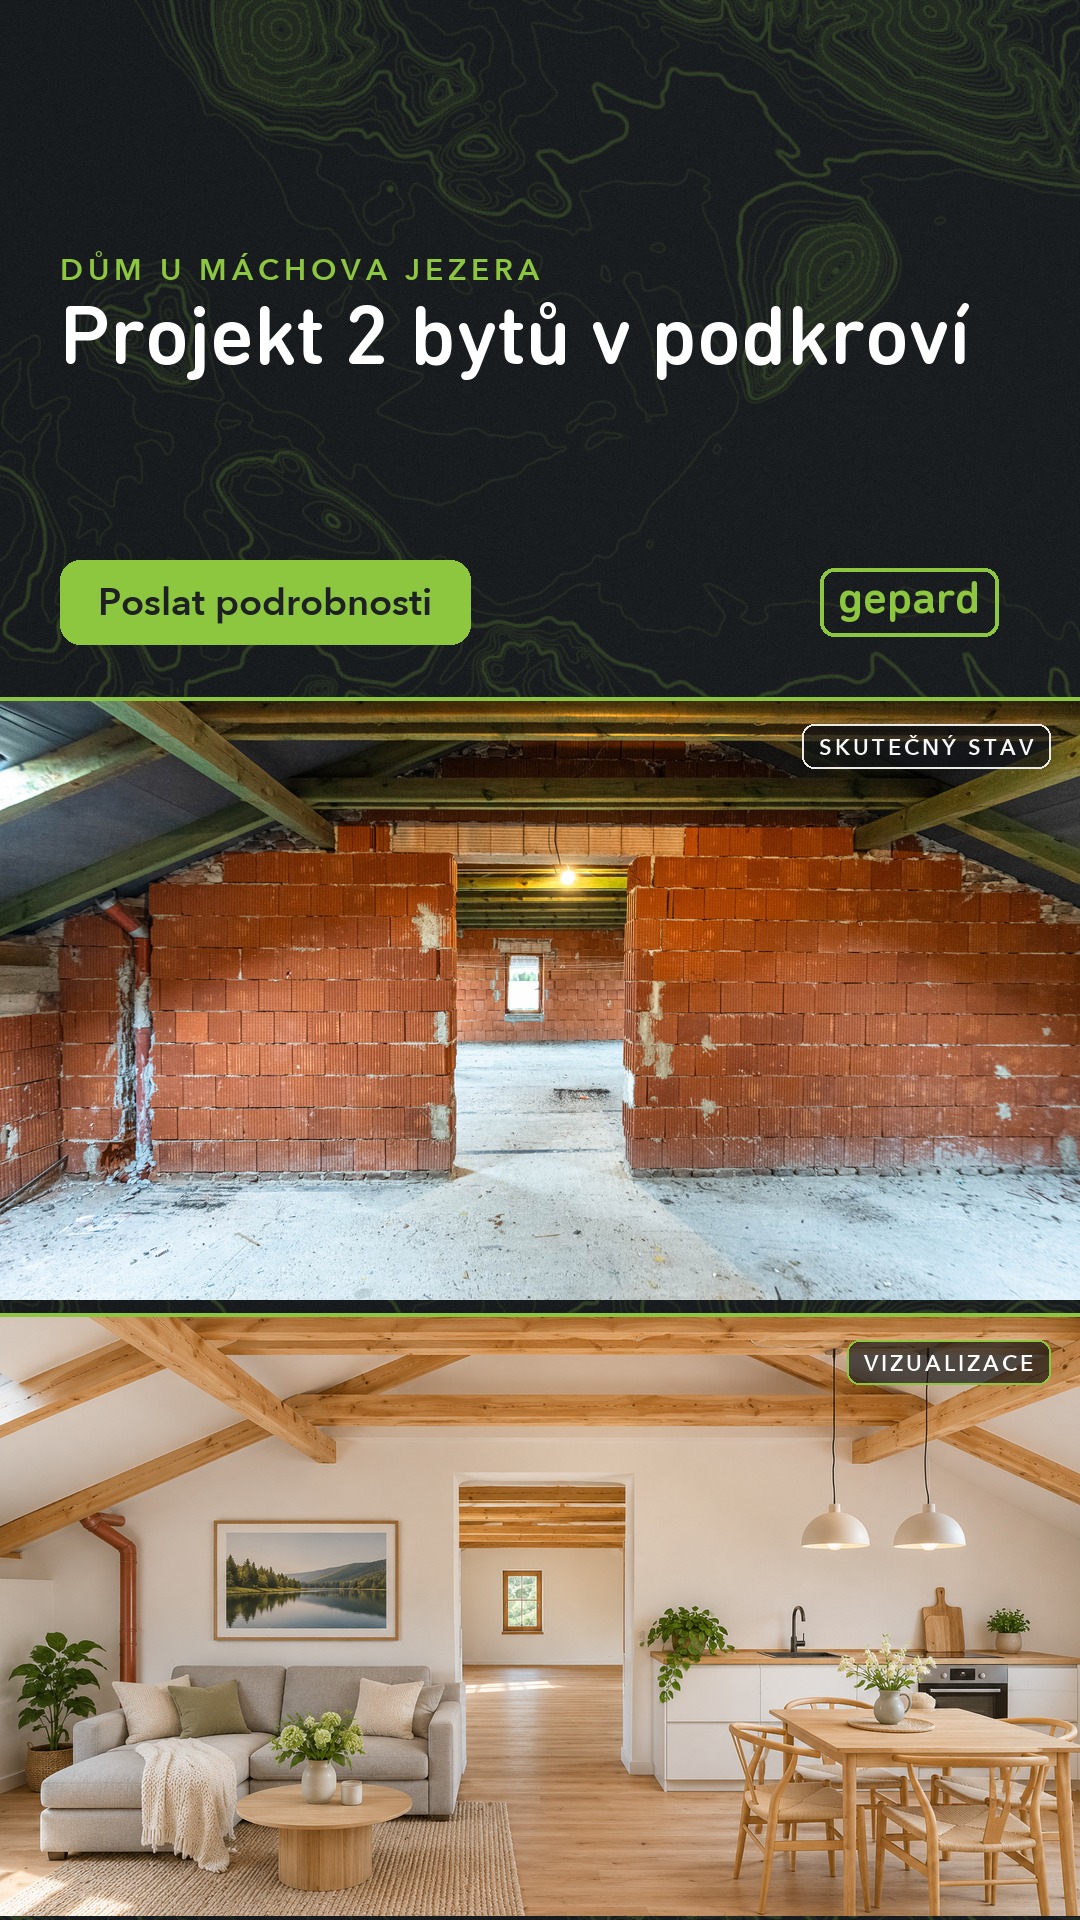 DŮM U MÁCHOVA JEZERA
Projekt 2 bytů v podkroví
Poslat podrobnosti
gepard
SKUTEČNÝ STAV
VIZUALIZACE